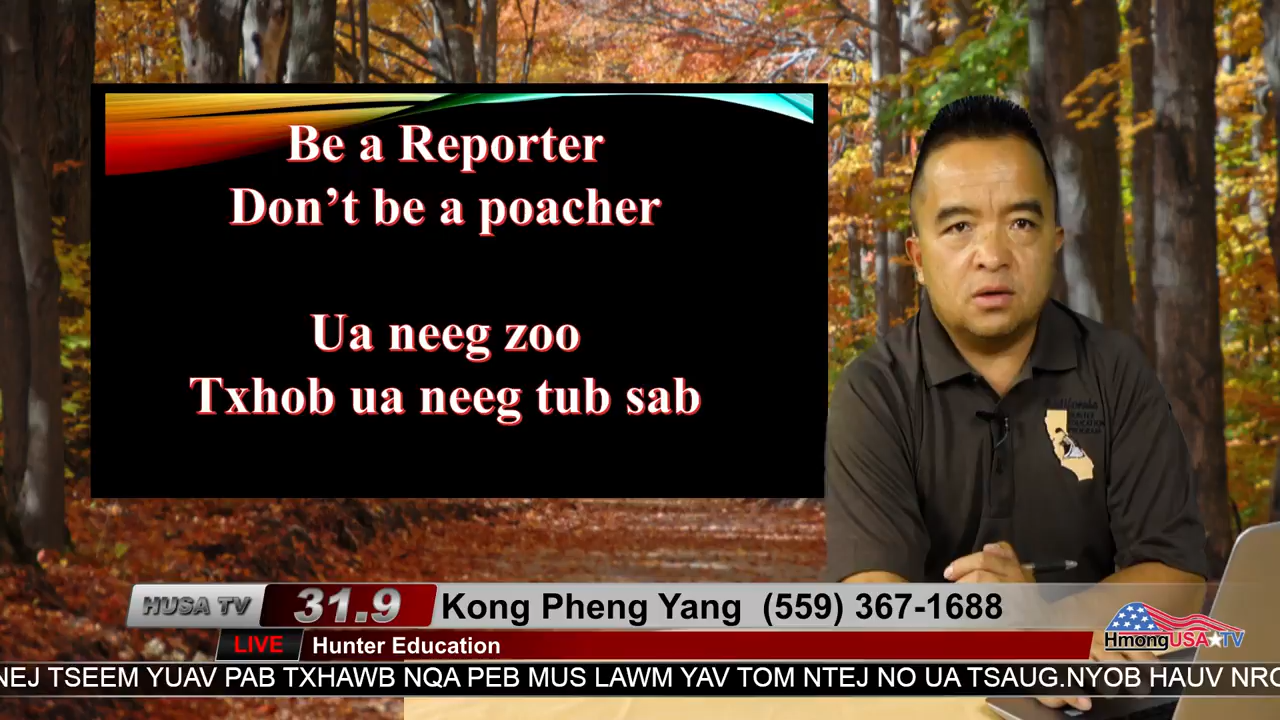 Be a Reporter
Don’t be a poacher
Ua neeg zoo
Txhob ua neeg tub sab
California
HUSA TV
31.9
Kong Pheng Yang (559) 367-1688
LIVE
Hunter Education
HmongUSA TV
NEJ TSEEM YUAV PAB TXHAWB NQA PEB MUS LAWM YAV TOM NTEJ NO UA TSAUG.NYOB HAUV NRO